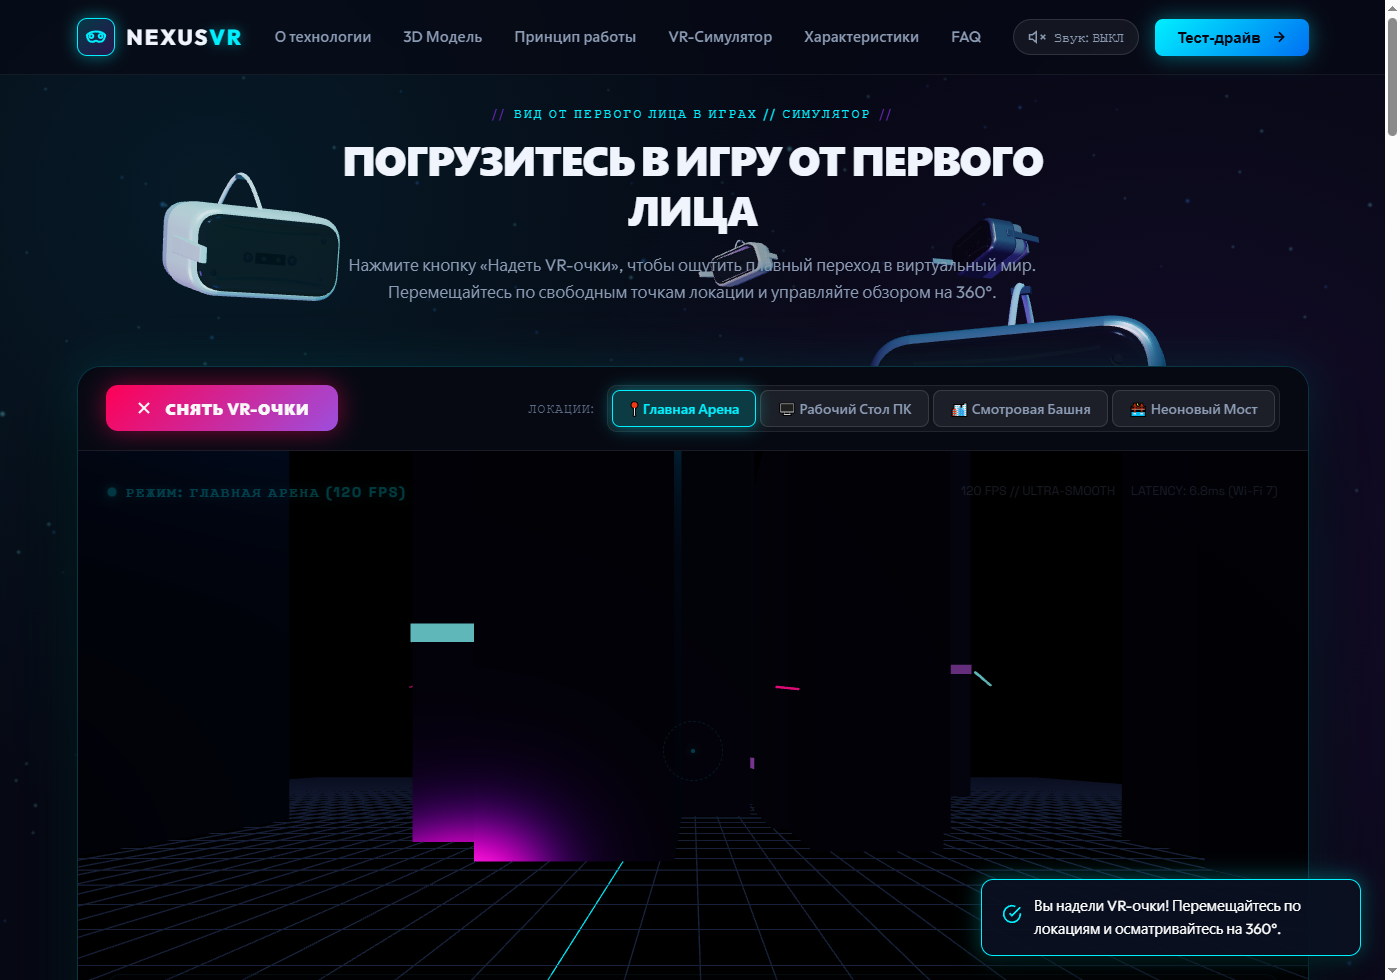 NEXUSVR
О технологии
3D Модель
Принцип работы
VR-Симулятор
Характеристики
FAQ
Звук: ВЫКЛ
Тест-драйв →
// ВИД ОТ ПЕРВОГО ЛИЦА В ИГРАХ // СИМУЛЯТОР //
ПОГРУЗИТЕСЬ В ИГРУ ОТ ПЕРВОГО
ЛИЦА
Нажмите кнопку «Надеть VR-очки», чтобы ощутить плавный переход в виртуальный мир.
Перемещайтесь по свободным точкам локации и управляйте обзором на 360°.
✕ СНЯТЬ VR-ОЧКИ
ЛОКАЦИИ:
📍 Главная Арена
🖥️ Рабочий Стол ПК
🏙️ Смотровая Башня
🌉 Неоновый Мост
РЕЖИМ: ГЛАВНАЯ АРЕНА (120 FPS)
120 FPS // ULTRA-SMOOTH
LATENCY: 6.8ms (Wi-Fi 7)
Вы надели VR-очки! Перемещайтесь по
локациям и осматривайтесь на 360°.